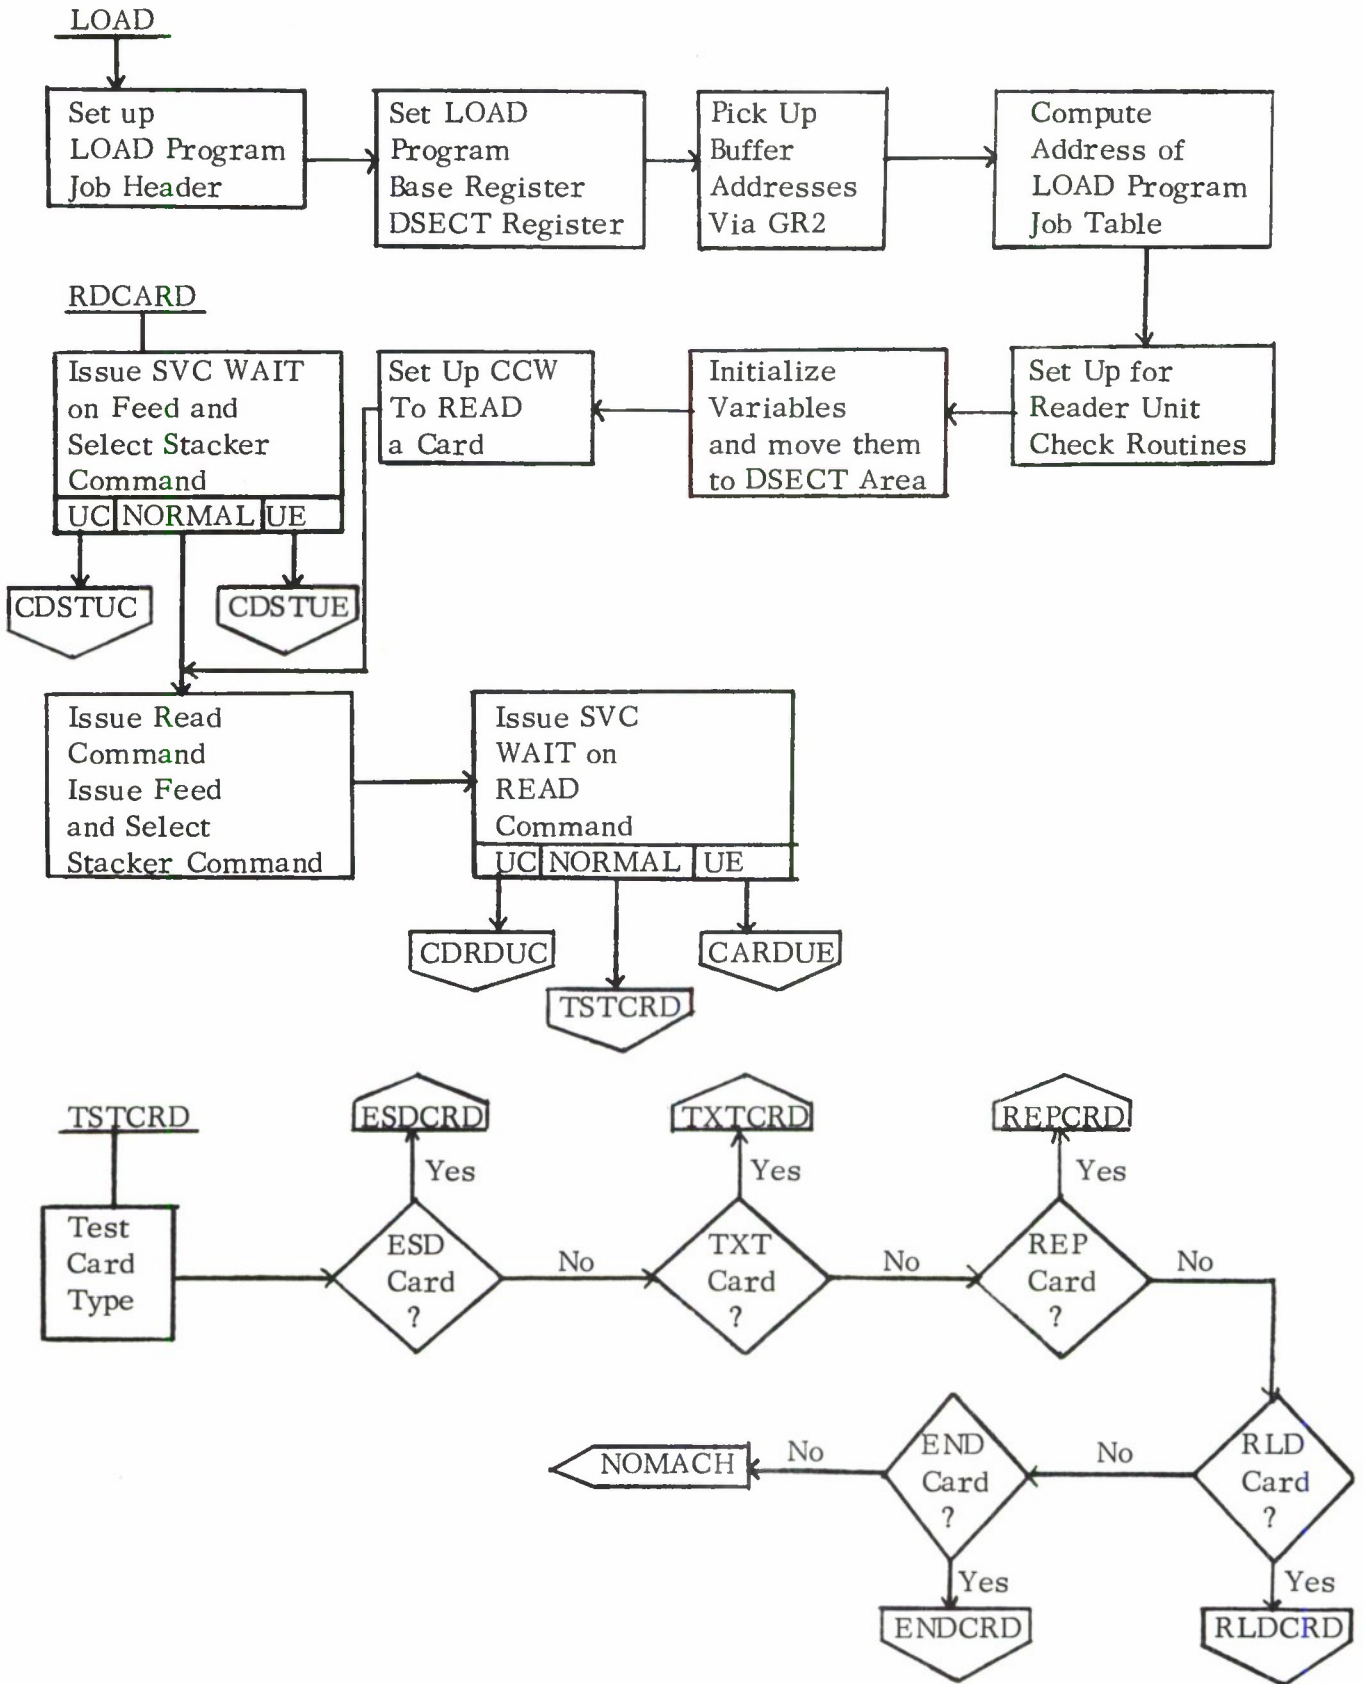 LOAD
Set up
LOAD Program
Job Header
Set LOAD
Program
Base Register
DSECT Register
Pick Up
Buffer
Addresses
Via GR2
Compute
Address of
LOAD Program
Job Table
RDCARD
Issue SVC WAIT
on Feed and
Select Stacker
Command
UC NORMAL UE
Set Up CCW
To READ
a Card
Initialize
Variables
and move them
to DSECT Area
Set Up for
Reader Unit
Check Routines
CDSTUC
CDSTUE
Issue Read
Command
Issue Feed
and Select
Stacker Command
Issue SVC
WAIT on
READ
Command
UC NORMAL UE
CDRDUC
CARDUE
TSTCRD
TSTCRD
ESDCRD
TXTCRD
REPCRD
Yes
Yes
Yes
Test
Card
Type
ESD
Card
?
No
TXT
Card
?
No
REP
Card
?
No
NOMACH
No
END
Card
?
No
RLD
Card
?
Yes
Yes
ENDCRD
RLDCRD